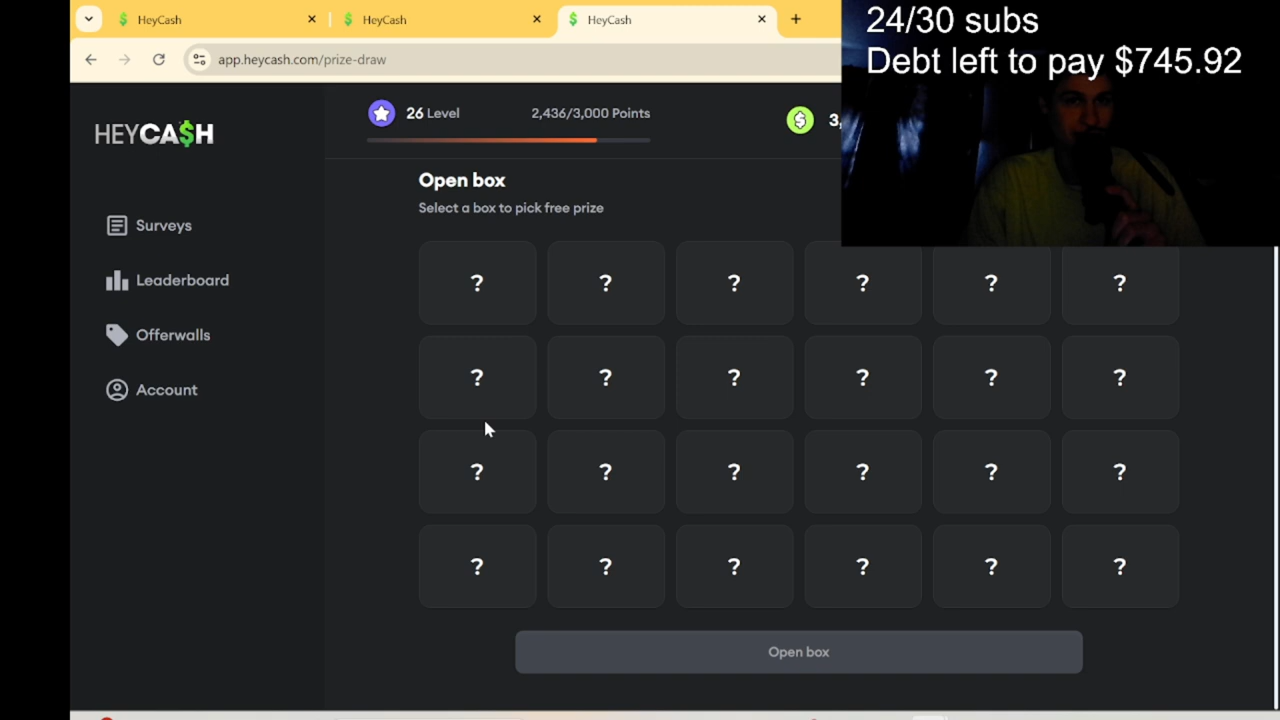 HeyCash
HeyCash
HeyCash
24/30 subs
Debt left to pay $745.92
app.heycash.com/prize-draw
HEYCA$H
26 Level
2,436/3,000 Points
3,
Open box
Select a box to pick free prize
Surveys
Leaderboard
Offerwalls
Account
? ? ? ? ? ?
? ? ? ? ? ?
? ? ? ? ? ?
? ? ? ? ? ?
Open box